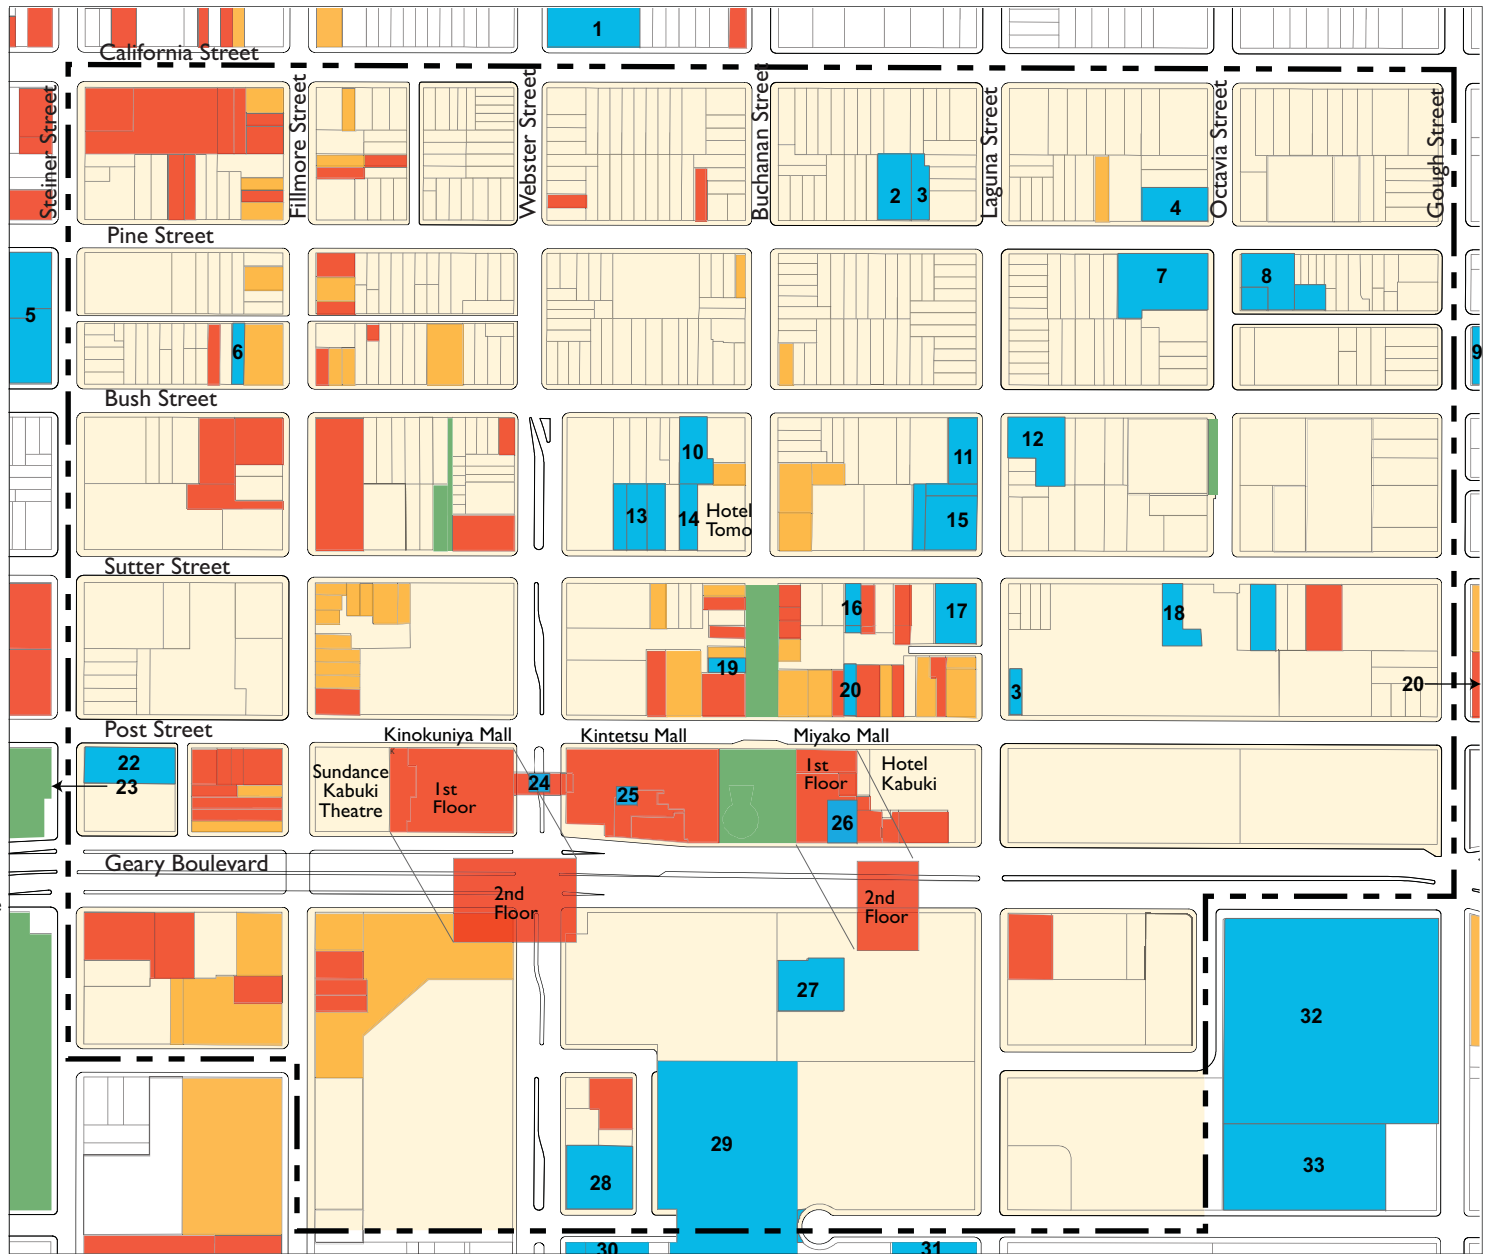 1
California Street
Steiner Street
Fillmore Street
Webster Street
Buchanan Street
Laguna Street
Octavia Street
Gough Street
2
3
4
Pine Street
5
6
7
8
9
Bush Street
10
11
12
13
14
Hotel
Tomo
15
Sutter Street
16
17
18
19
20
3
20
Post Street
Kinokuniya Mall
Kintetsu Mall
Miyako Mall
22
23
Sundance
Kabuki
Theatre
1st
Floor
24
25
1st
Floor
26
Hotel
Kabuki
Geary Boulevard
2nd
Floor
2nd
Floor
27
32
29
28
33
30
31